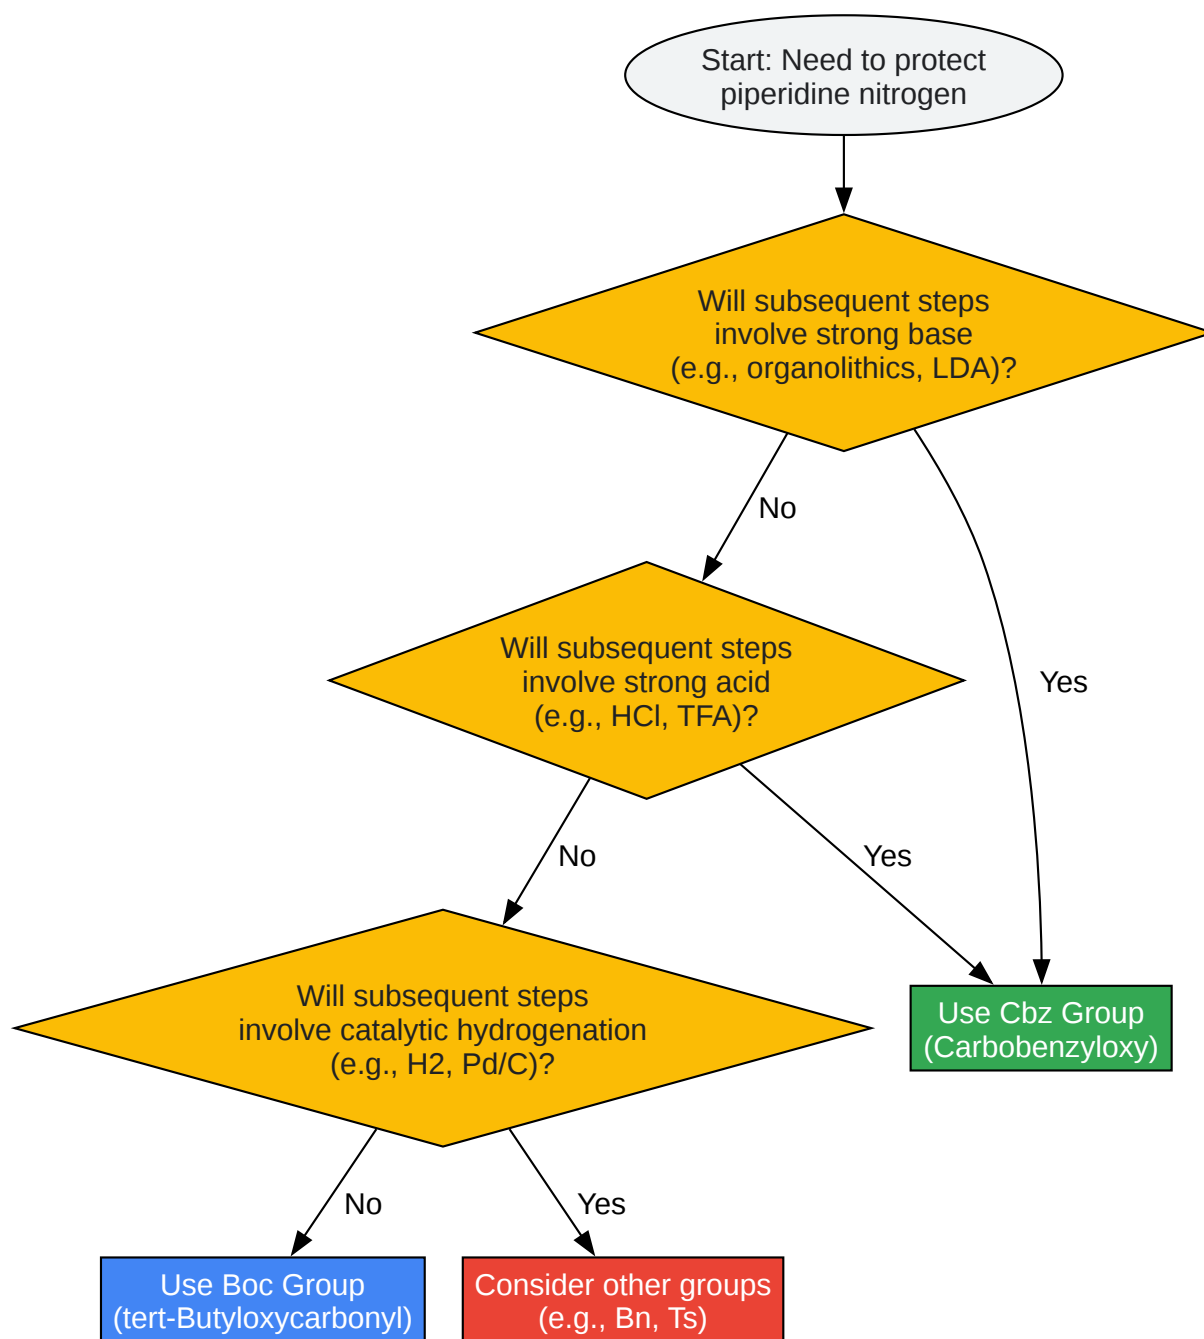 Start: Need to protect
piperidine nitrogen
Will subsequent steps
involve strong base
(e.g., organolithics, LDA)?
No
Yes
Will subsequent steps
involve strong acid
(e.g., HCl, TFA)?
No
Yes
Will subsequent steps
involve catalytic hydrogenation
(e.g., H2, Pd/C)?
Use Cbz Group
(Carbobenzyloxy)
No
Yes
Use Boc Group
(tert-Butyloxycarbonyl)
Consider other groups
(e.g., Bn, Ts)